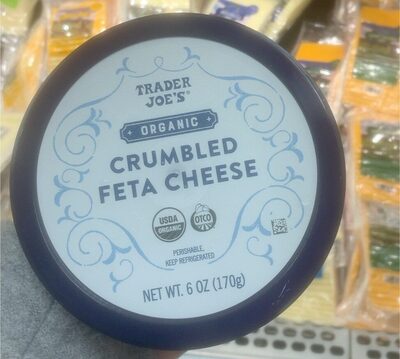 TRADER
JOE'S®
ORGANIC
CRUMBLED
FETA CHEESE
USDA
ORGANIC
OTCO
PERISHABLE,
KEEP REFRIGERATED
NET WT. 6 OZ (170g)